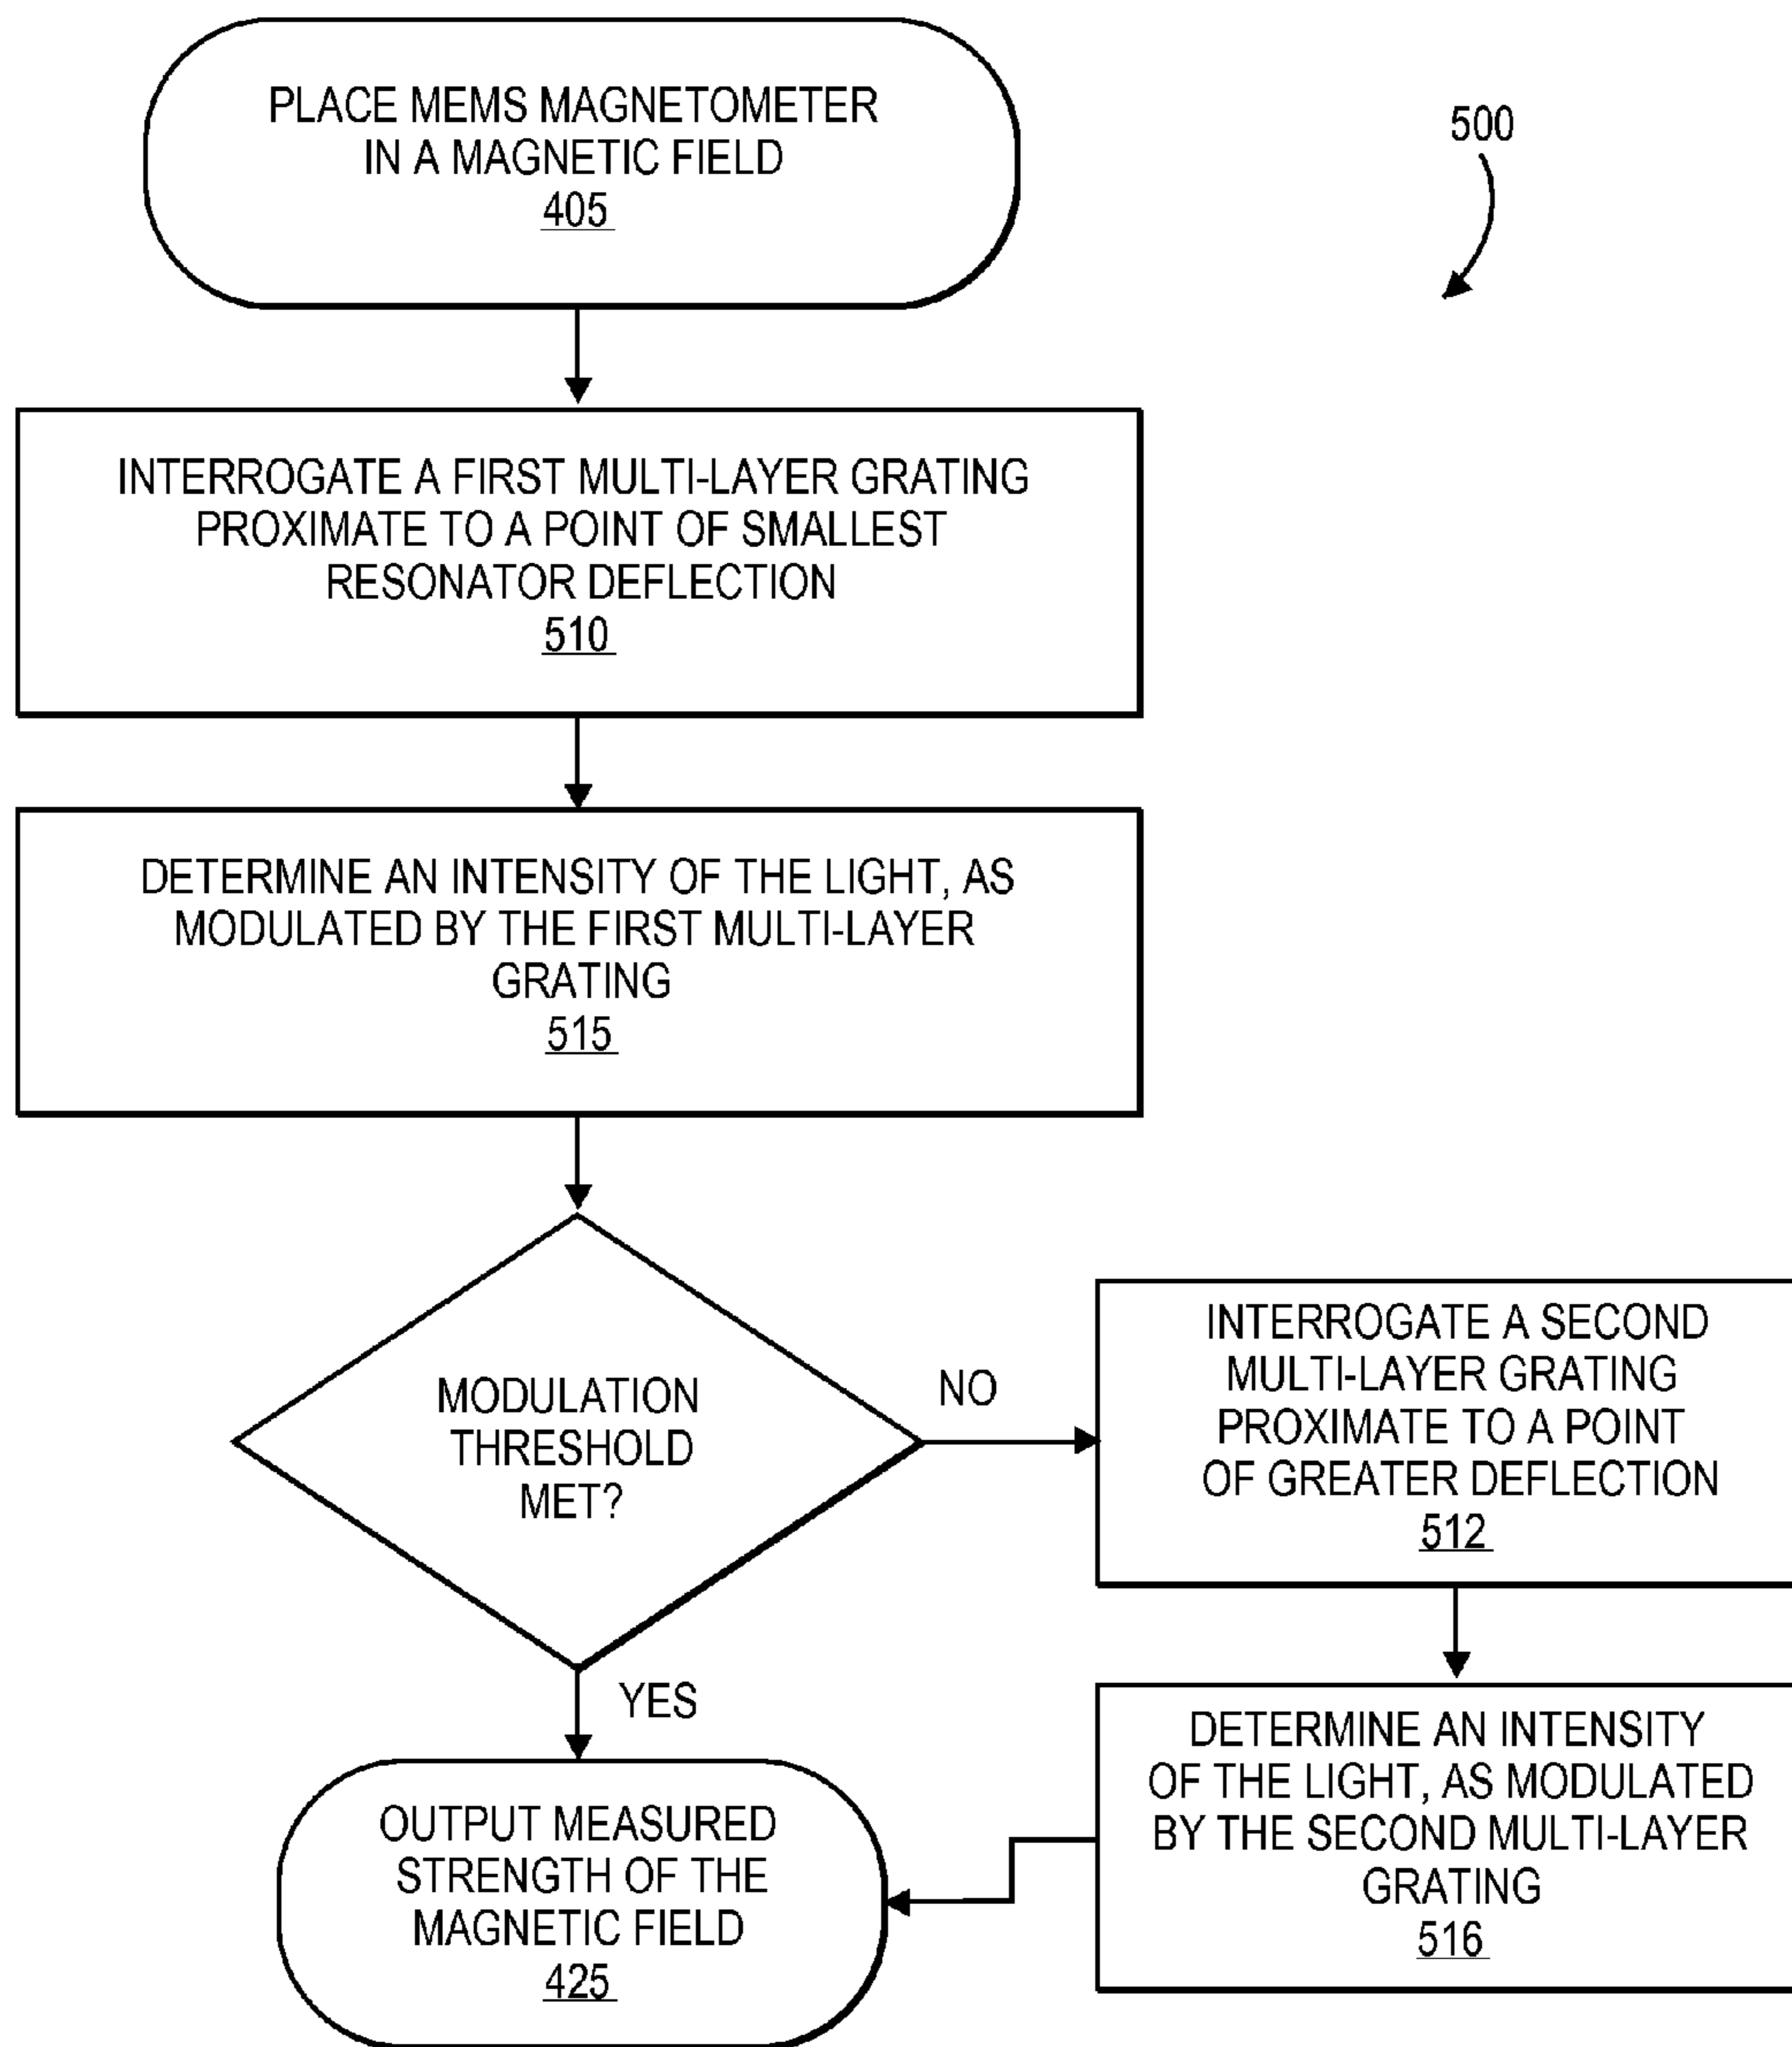 PLACE MEMS MAGNETOMETER
IN A MAGNETIC FIELD
405
500
INTERROGATE A FIRST MULTI-LAYER GRATING
PROXIMATE TO A POINT OF SMALLEST
RESONATOR DEFLECTION
510
DETERMINE AN INTENSITY OF THE LIGHT, AS
MODULATED BY THE FIRST MULTI-LAYER
GRATING
515
MODULATION
THRESHOLD
MET?
NO
INTERROGATE A SECOND
MULTI-LAYER GRATING
PROXIMATE TO A POINT
OF GREATER DEFLECTION
512
YES
DETERMINE AN INTENSITY
OF THE LIGHT, AS MODULATED
BY THE SECOND MULTI-LAYER
GRATING
516
OUTPUT MEASURED
STRENGTH OF THE
MAGNETIC FIELD
425